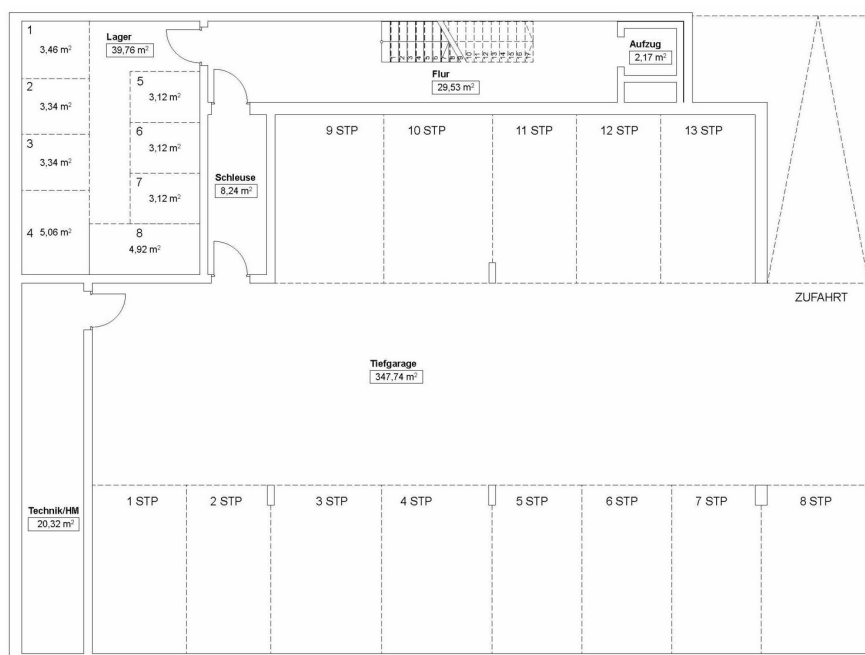 1
3,46 m²
Lager
39,76 m²
2
3,34 m²
3
3,34 m²
4 5,06 m²
5
3,12 m²
6
3,12 m²
7
3,12 m²
8
4,92 m²
Flur
29,53 m²
Aufzug
2,17 m²
Schleuse
8,24 m²
9 STP
10 STP
11 STP
12 STP
13 STP
ZUFAHRT
Tiefgarage
347,74 m²
Technik/HM
20,32 m²
1 STP
2 STP
3 STP
4 STP
5 STP
6 STP
7 STP
8 STP